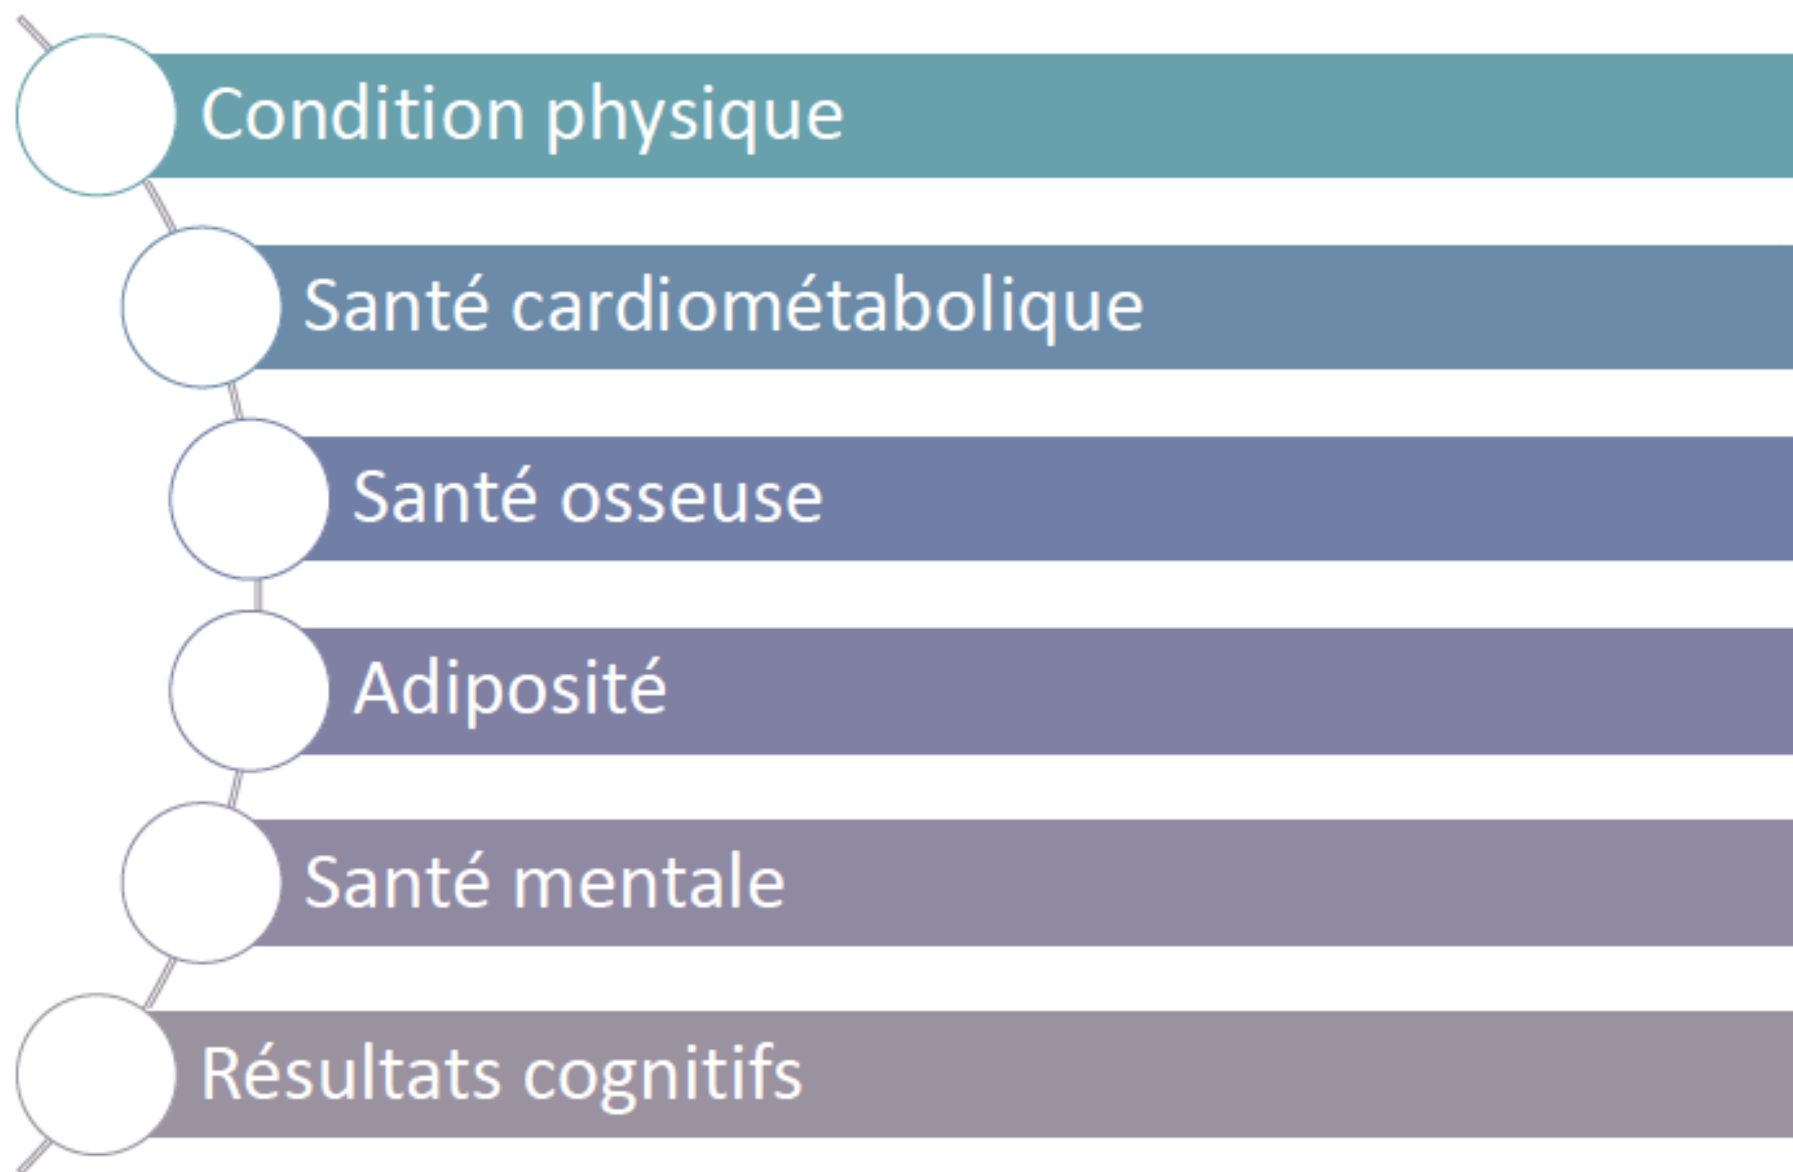 Condition physique
Santé cardiométabolique
Santé osseuse
Adiposité
Santé mentale
Résultats cognitifs